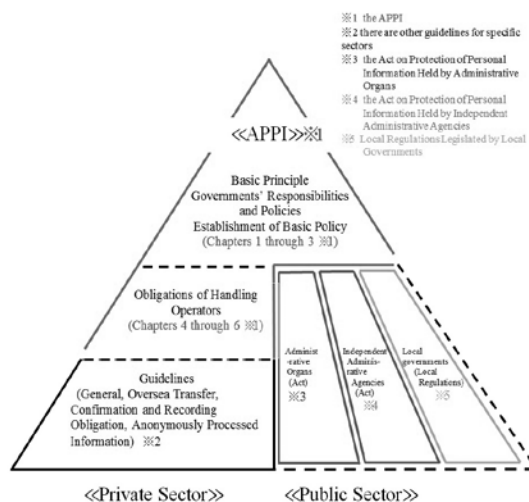 ※1 the APPI
※2 there are other guidelines for specific
sectors
※3 the Act on Protection of Personal
Information Held by Administrative
Organs
※4 the Act on Protection of Personal
Information Held by Independent
Administrative Agencies
※5 Local Regulations Legislated by Local
Governments
≪APPI≫※1
Basic Principle
Governments' Responsibilities
and Policies
Establishment of Basic Policy
(Chapters 1 through 3 ※1)
Obligations of Handling
Operators
(Chapters 4 through 6 ※1)
Guidelines
(General, Oversea Transfer,
Confirmation and Recording
Obligation, Anonymously Processed
Information) ※2
Administ
-rative
Organs
(Act)
※3
Independent
Adminis-
rative
Agencies
(Act)
※4
Local
governments
(Local
Regulations)
※5
≪Private Sector≫
≪Public Sector≫